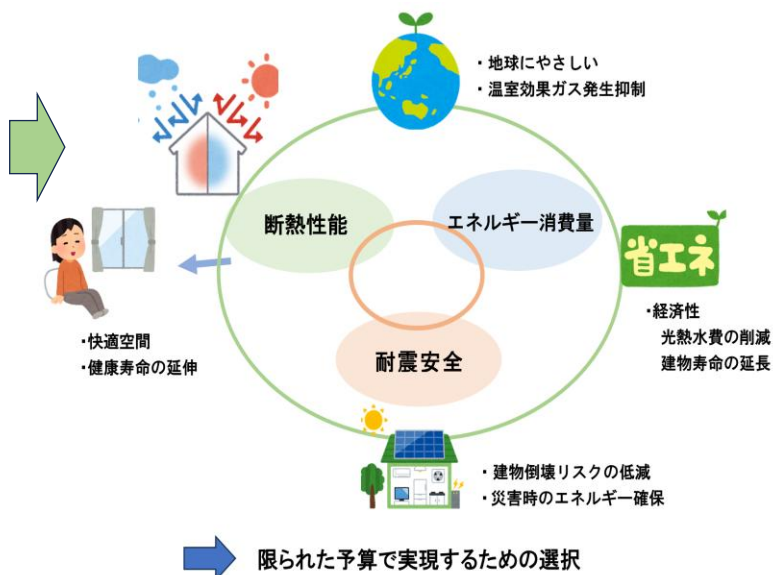 ・地球にやさしい
・温室効果ガス発生抑制
断熱性能
エネルギー消費量
省エネ
・快適空間
・健康寿命の延伸
・経済性
光熱水費の削減
建物寿命の延長
耐震安全
・建物倒壊リスクの低減
・災害時のエネルギー確保
限られた予算で実現するための選択